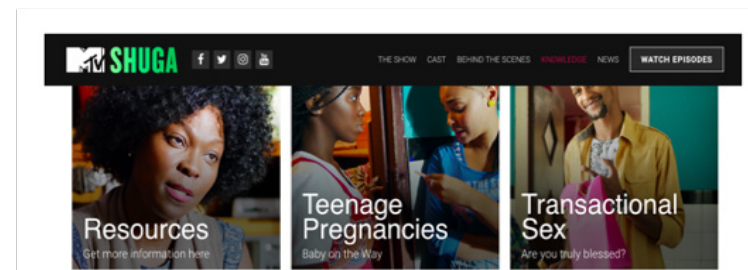 MTV SHUGA
THE SHOW CAST BEHIND THE SCENES KNOWLEDGE NEWS WATCH EPISODES
Resources
Get more information here
Teenage
Pregnancies
Baby on the Way
Transactional
Sex
Are you truly blessed?